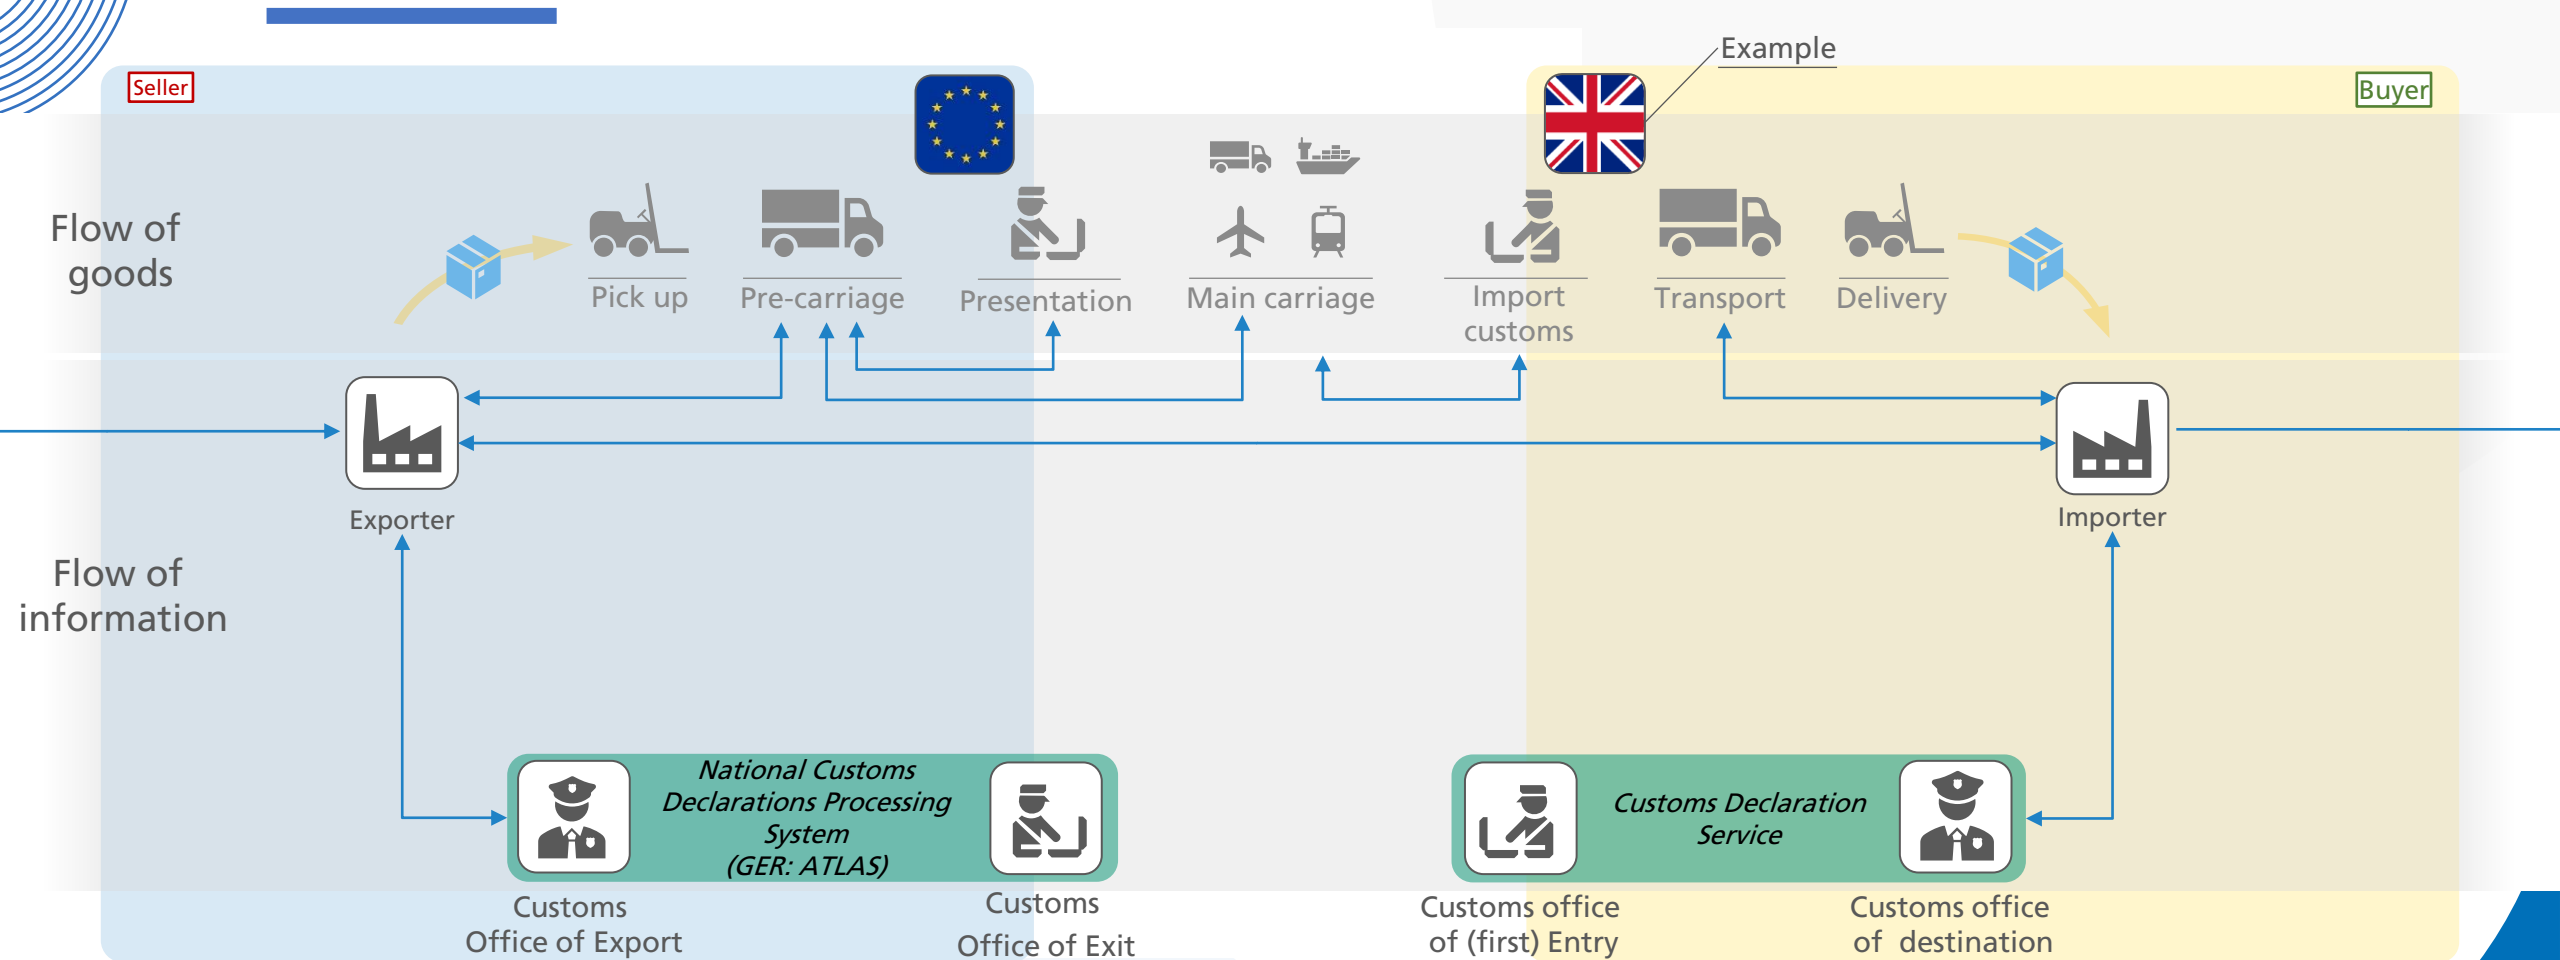 Example
Seller
Buyer
Flow of
goods
Pick up
Pre-carriage
Presentation
Main carriage
Import
customs
Transport
Delivery
Exporter
Importer
Flow of
information
National Customs
Declarations Processing
System
(GER: ATLAS)
Customs Declaration
Service
Customs
Office of Export
Customs
Office of Exit
Customs office
of (first) Entry
Customs office
of destination